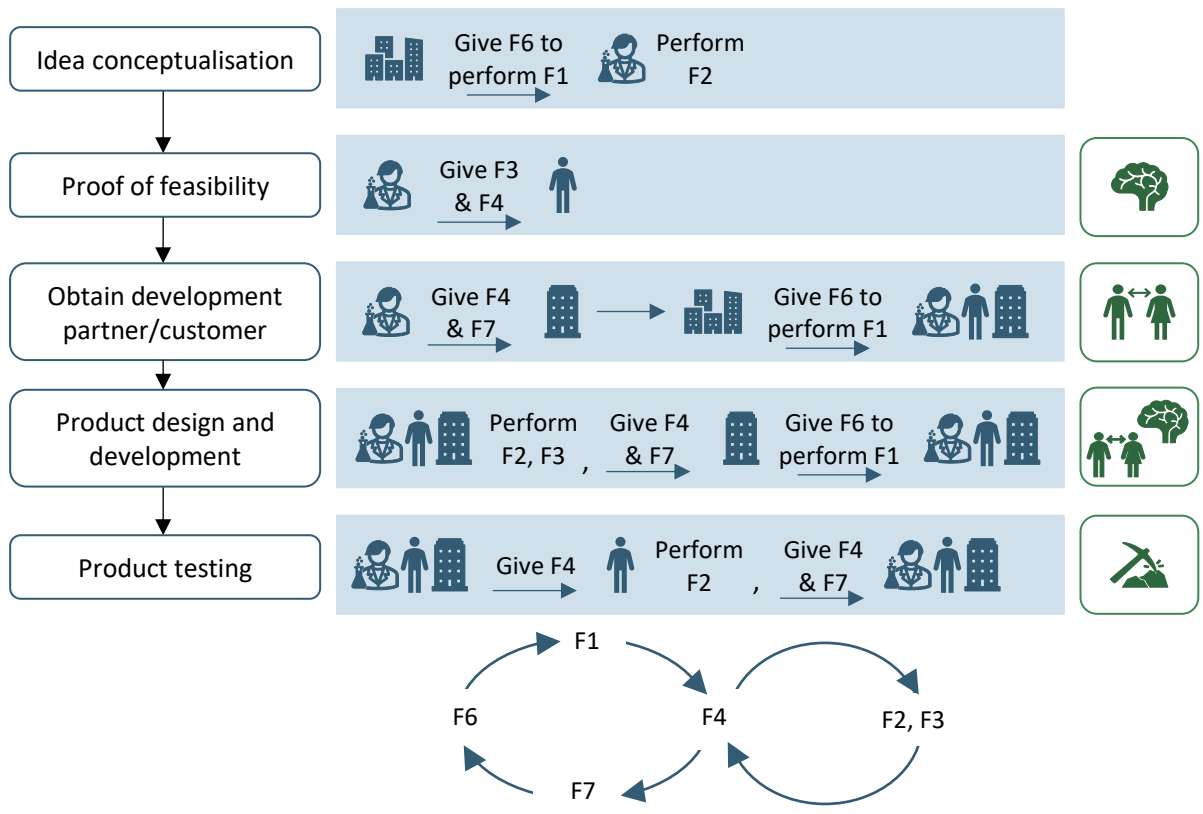 Idea conceptualisation
Give F6 to
perform F1
Perform
F2
Proof of feasibility
Give F3
& F4
Obtain development
partner/customer
Give F4
& F7
Give F6 to
perform F1
Product design and
development
Perform
F2, F3
,
Give F4
& F7
Give F6 to
perform F1
Product testing
Give F4
Perform
F2
,
Give F4
& F7
F1
F6
F4
F2, F3
F7